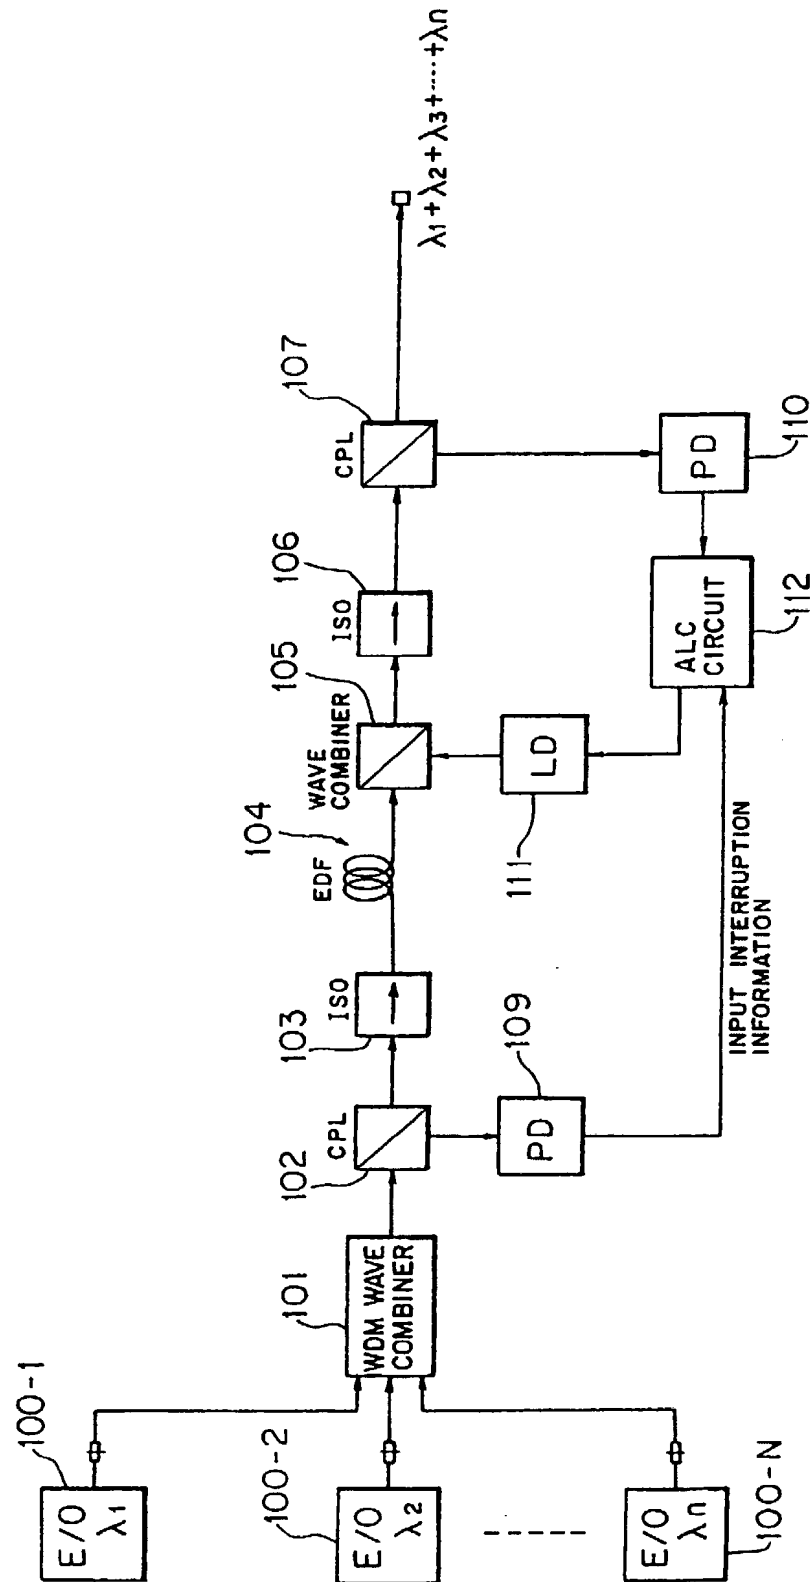 100-1
E/O
λ1
100-2
E/O
λ2
100-N
E/O
λn
101
WDM WAVE
COMBINER
102
CPL
103
ISO
104
EDF
WAVE
COMBINER
105
ISO
106
CPL
107
λ1+λ2+λ3+····+λn
PD
109
LD
111
ALC
CIRCUIT
112
PD
110
INPUT INTERRUPTION
INFORMATION